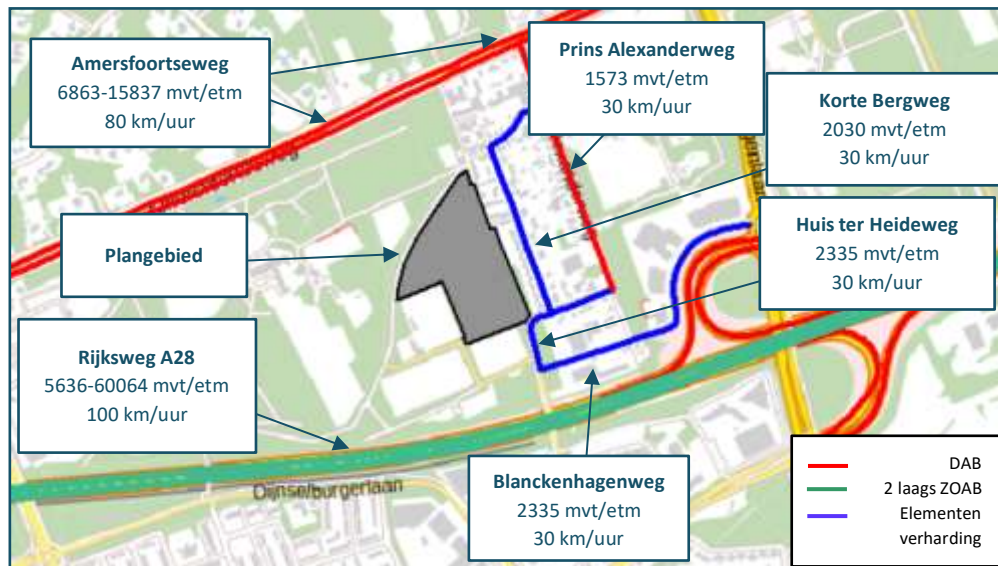 Amersfoortseweg
6863-15837 mvt/etm
80 km/uur
Prins Alexanderweg
1573 mvt/etm
30 km/uur
Korte Bergweg
2030 mvt/etm
30 km/uur
Huis ter Heideweg
2335 mvt/etm
30 km/uur
Plangebied
Rijksweg A28
5636-60064 mvt/etm
100 km/uur
Dijnselburgerlaan
Blanckenhagenweg
2335 mvt/etm
30 km/uur
DAB
2 laags ZOAB
Elementen
verharding